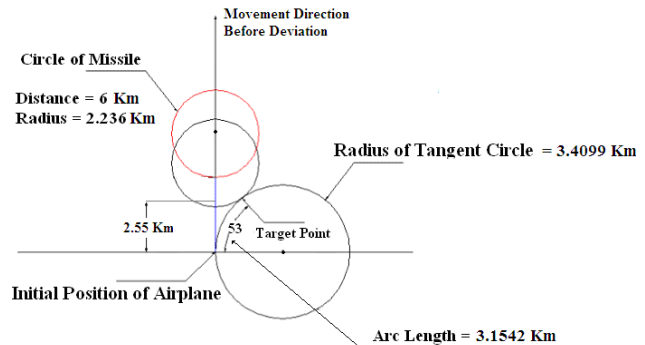 Movement Direction
Before Deviation
Circle of Missile
Distance = 6 Km
Radius = 2.236 Km
Radius of Tangent Circle = 3.4099 Km
2.55 Km
53
Target Point
Initial Position of Airplane
Arc Length = 3.1542 Km